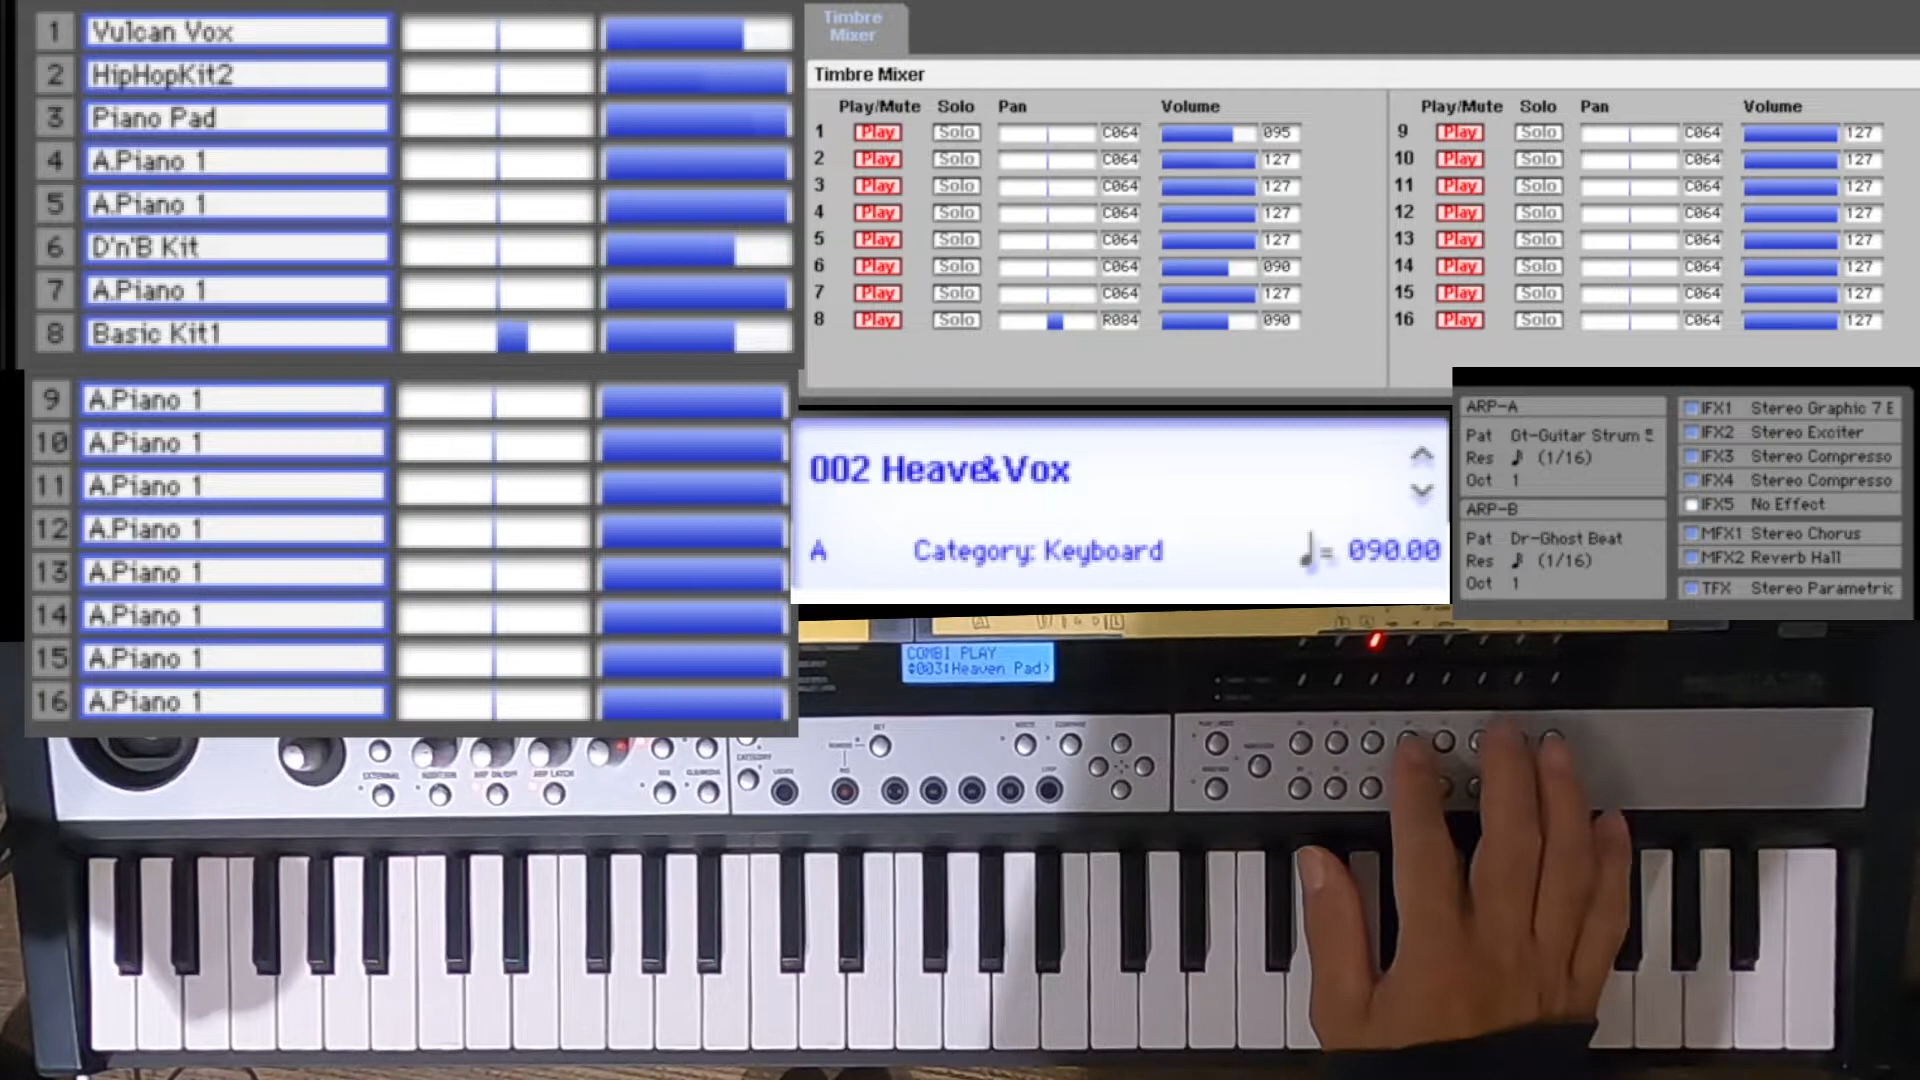 1 Vulcan Vox
2 HipHopKit2
3 Piano Pad
4 A.Piano 1
5 A.Piano 1
6 D'n'B Kit
7 A.Piano 1
8 Basic Kit1
9 A.Piano 1
10 A.Piano 1
11 A.Piano 1
12 A.Piano 1
13 A.Piano 1
14 A.Piano 1
15 A.Piano 1
16 A.Piano 1
Timbre
Mixer
Timbre Mixer
Play/Mute Solo Pan Volume
1 Play Solo C064 095
2 Play Solo C064 127
3 Play Solo C064 127
4 Play Solo C064 127
5 Play Solo C064 127
6 Play Solo C064 090
7 Play Solo C064 127
8 Play Solo R084 090
Play/Mute Solo Pan Volume
9 Play Solo C064 127
10 Play Solo C064 127
11 Play Solo C064 127
12 Play Solo C064 127
13 Play Solo C064 127
14 Play Solo C064 127
15 Play Solo C064 127
16 Play Solo C064 127
002 Heave&Vox
A Category: Keyboard = 090.00
ARP-A
Pat Gt-Guitar Strum
Res (1/16)
Oct 1
ARP-B
Pat Dr-Ghost Beat
Res (1/16)
Oct 1
IFX1 Stereo Graphic 7 E
IFX2 Stereo Exciter
IFX3 Stereo Compresso
IFX4 Stereo Compresso
IFX5 No Effect
MFX1 Stereo Chorus
MFX2 Reverb Hall
TFX Stereo Parametric
COMBI PLAY
003:Heaven Pad
EXTERNAL AUDITION ARP ON/OFF ARP LATCH
CATEGORY
COMPARE